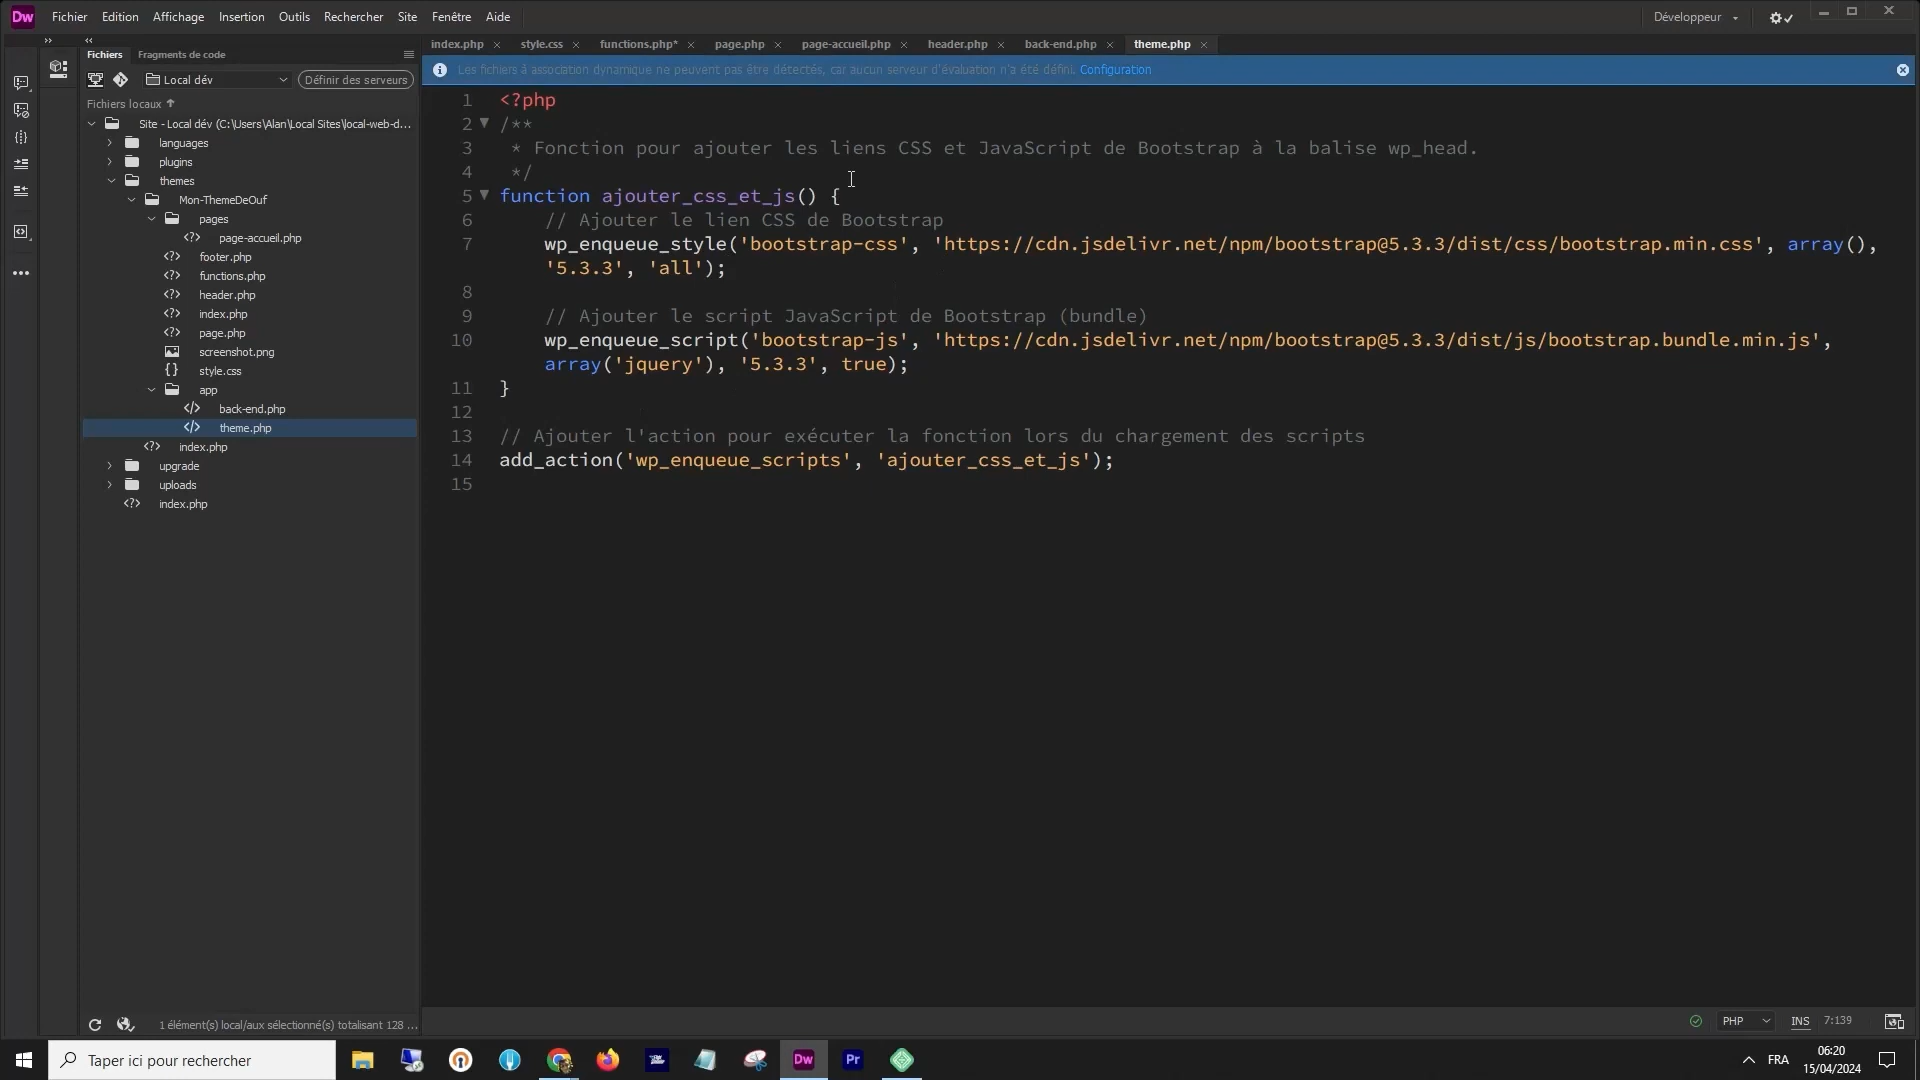 Dw Fichier Edition Affichage Insertion Outils Rechercher Site Fenêtre Aide Développeur
Fichiers Fragments de code
index.php style.css functions.php* page.php page-accueil.php header.php back-end.php theme.php
Local dév Définir des serveurs
Les fichiers à association dynamique ne peuvent pas être détectés, car aucun serveur d'évaluation n'a été défini. Configuration
Fichiers locaux
Site - Local dév (C:\Users\Alan\Local Sites\local-web-d...
languages
plugins
themes
Mon-ThemeDeOuf
pages
page-accueil.php
footer.php
functions.php
header.php
index.php
page.php
screenshot.png
style.css
app
back-end.php
theme.php
index.php
upgrade
uploads
index.php
1 <?php
2 /**
3 * Fonction pour ajouter les liens CSS et JavaScript de Bootstrap à la balise wp_head.
4 */
5 function ajouter_css_et_js() {
6 // Ajouter le lien CSS de Bootstrap
7 wp_enqueue_style('bootstrap-css', 'https://cdn.jsdelivr.net/npm/bootstrap@5.3.3/dist/css/bootstrap.min.css', array(),
'5.3.3', 'all');
8
9 // Ajouter le script JavaScript de Bootstrap (bundle)
10 wp_enqueue_script('bootstrap-js', 'https://cdn.jsdelivr.net/npm/bootstrap@5.3.3/dist/js/bootstrap.bundle.min.js',
array('jquery'), '5.3.3', true);
11 }
12
13 // Ajouter l'action pour exécuter la fonction lors du chargement des scripts
14 add_action('wp_enqueue_scripts', 'ajouter_css_et_js');
15
1 élément(s) local/aux sélectionné(s) totalisant 128 ...
PHP INS 7:139
Taper ici pour rechercher
Dw Pr
FRA
06:20
15/04/2024